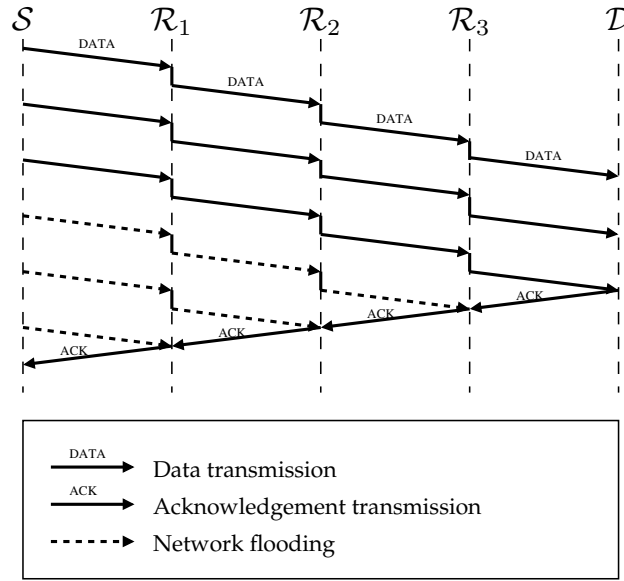 S R1 R2 R3 D
DATA
DATA
DATA
DATA
ACK
ACK
ACK
ACK
DATA
Data transmission
ACK
Acknowledgement transmission
Network flooding